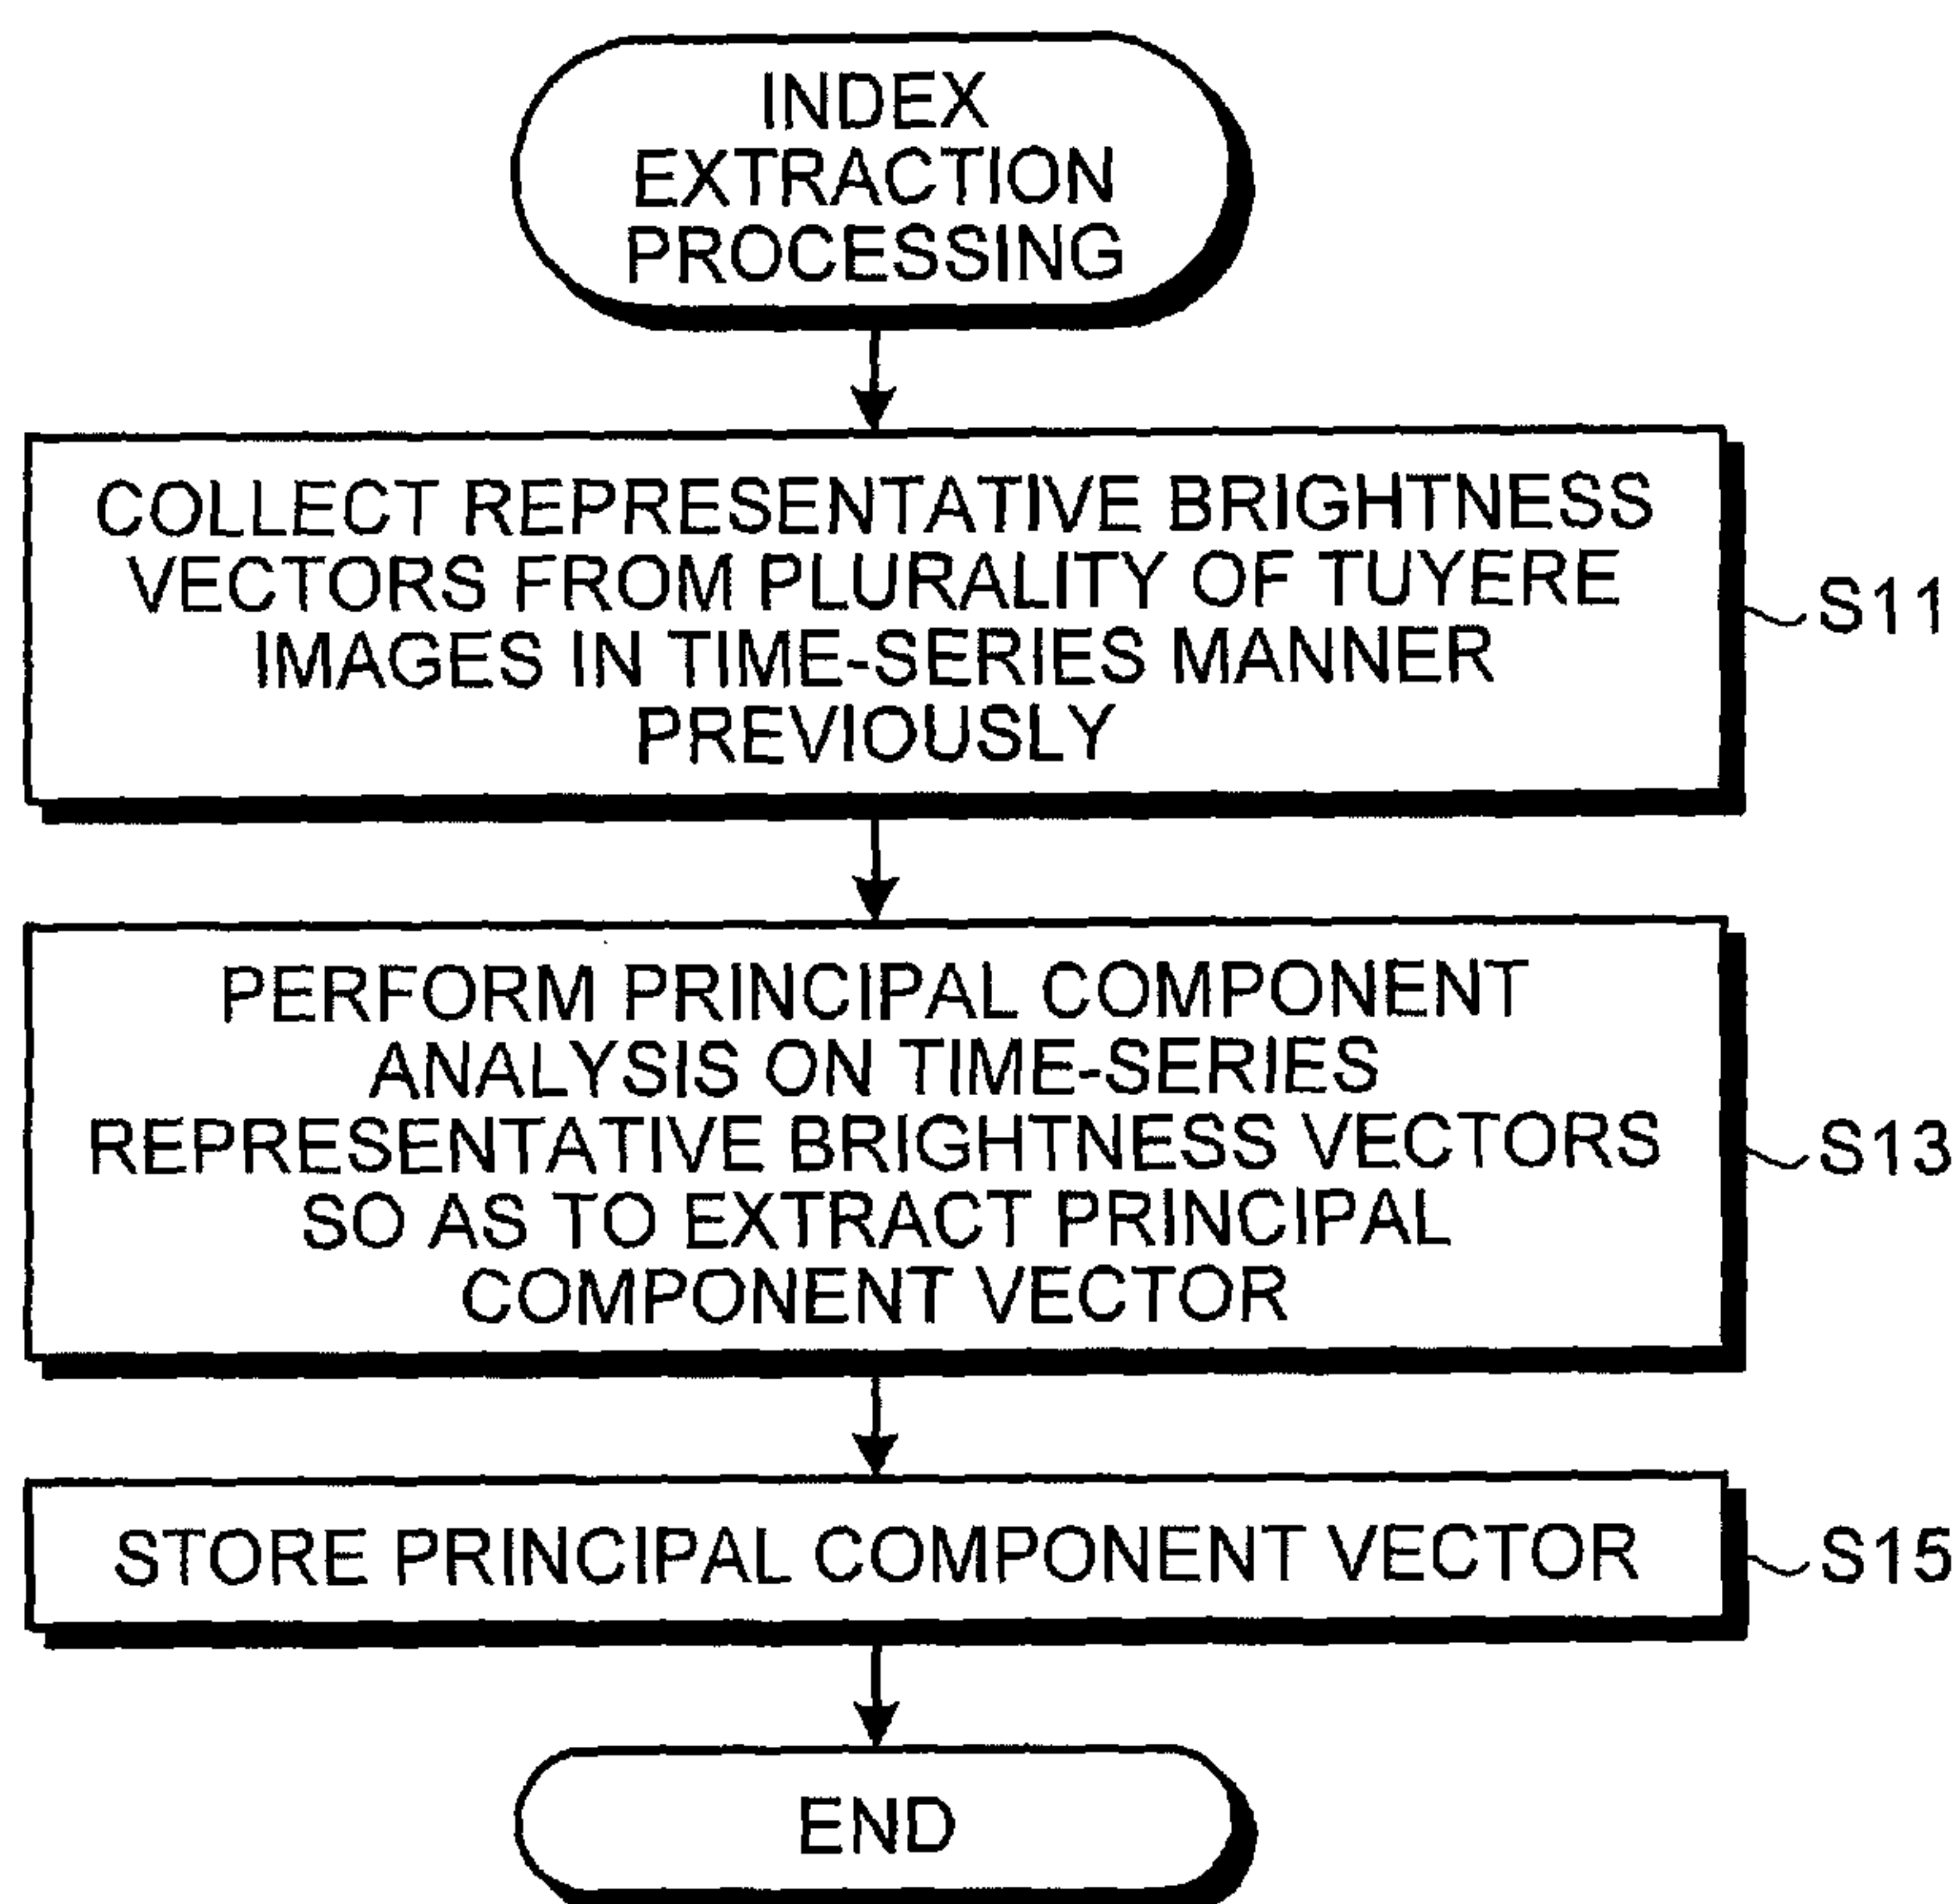 INDEX
EXTRACTION
PROCESSING
COLLECT REPRESENTATIVE BRIGHTNESS
VECTORS FROM PLURALITY OF TUYERE
IMAGES IN TIME-SERIES MANNER
PREVIOUSLY
S11
PERFORM PRINCIPAL COMPONENT
ANALYSIS ON TIME-SERIES
REPRESENTATIVE BRIGHTNESS VECTORS
SO AS TO EXTRACT PRINCIPAL
COMPONENT VECTOR
S13
STORE PRINCIPAL COMPONENT VECTOR
S15
END